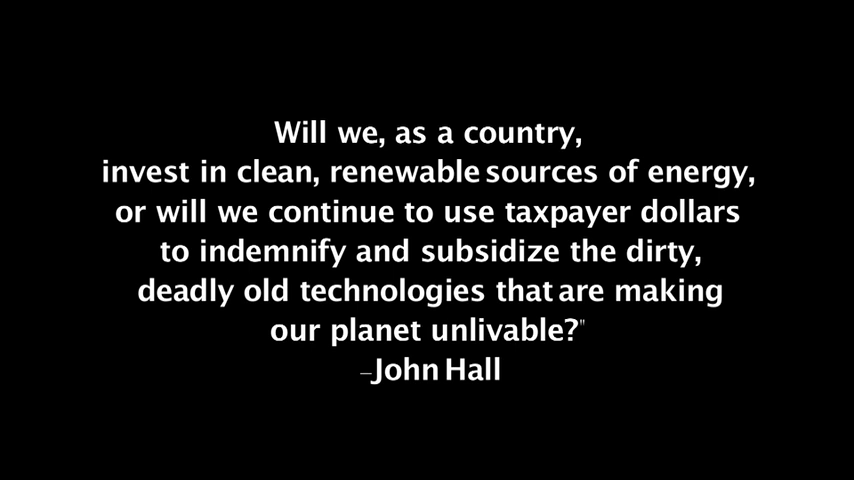 Will we, as a country,
invest in clean, renewable sources of energy,
or will we continue to use taxpayer dollars
to indemnify and subsidize the dirty,
deadly old technologies that are making
our planet unlivable?"
–John Hall